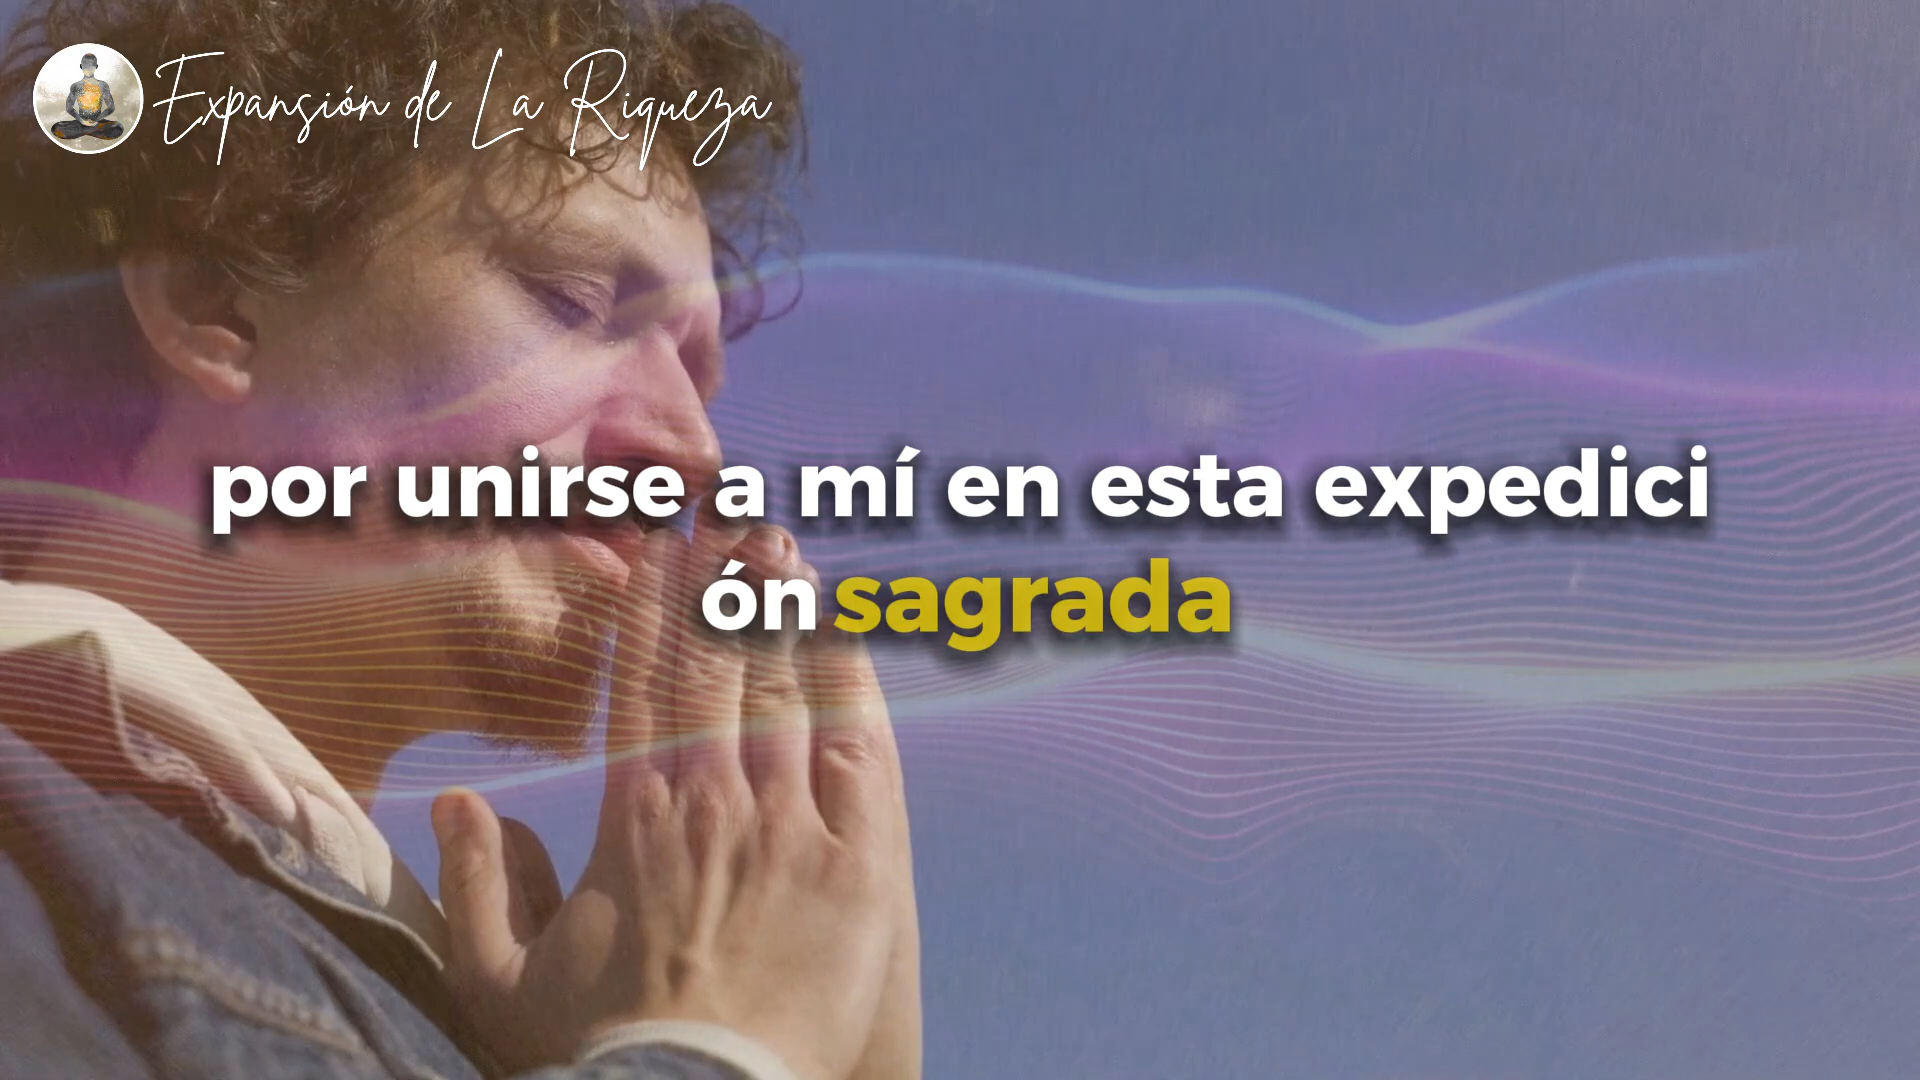 Expansión de La Riqueza
por unirse a mí en esta expedici
ón sagrada